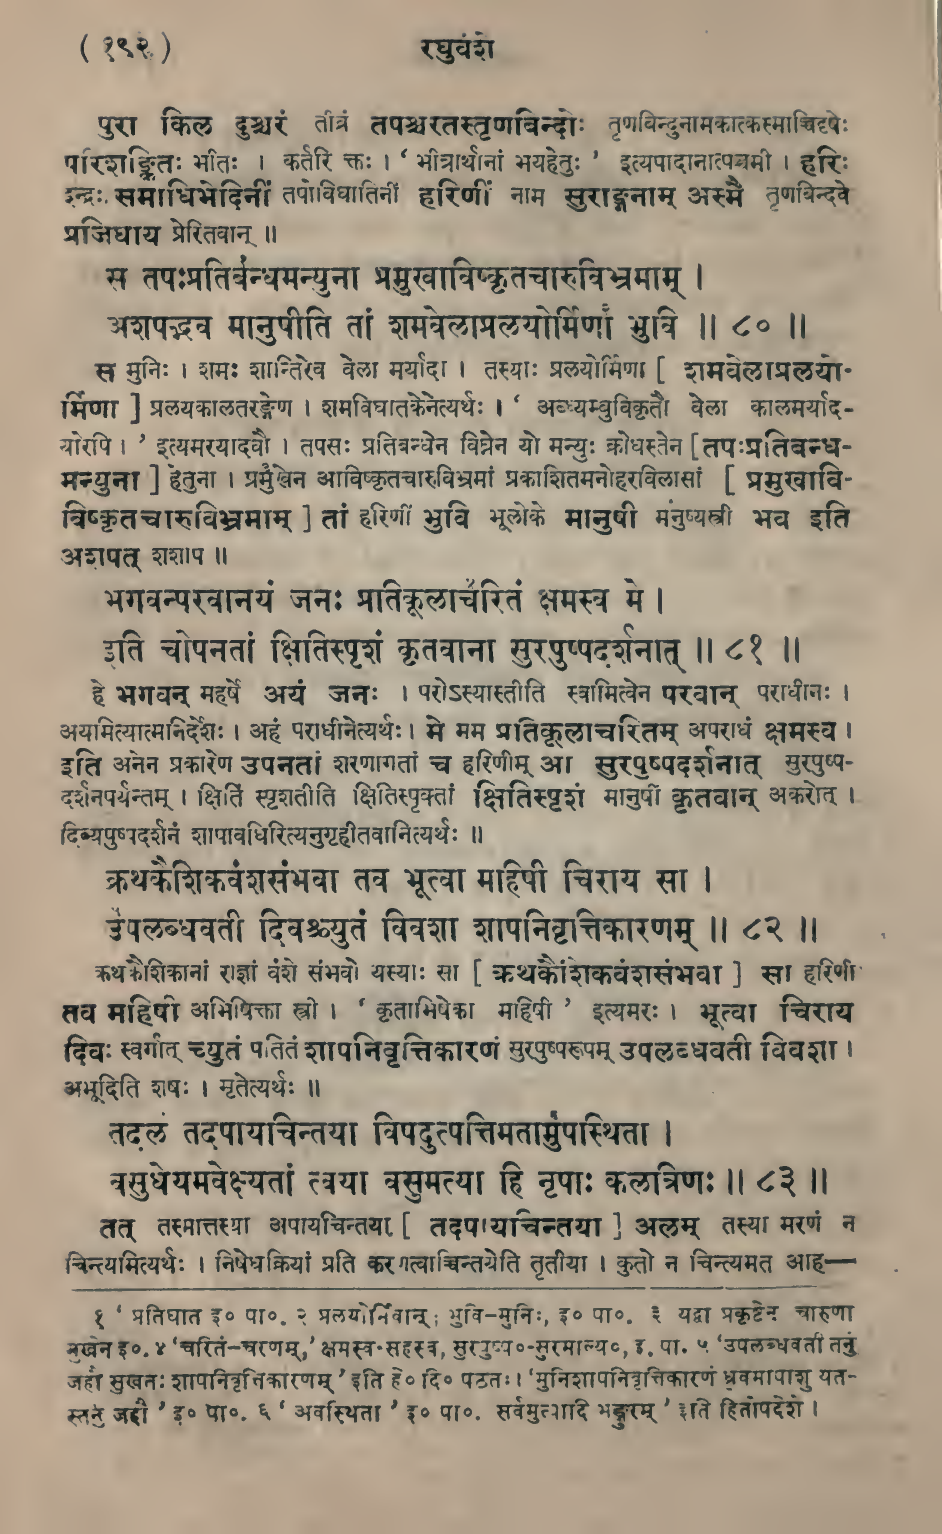 ( १९२ ) रघुवंशे
पुरा किल दुश्चरं तीव्रं तपश्चरतस्तृणबिन्दोः तृणविन्दुनामकात्कस्माच्चिदृषेः
परिशङ्कितः भीतः । कर्तरि क्तः । ‘ भीत्रार्थानां भयहेतुः ’ इत्यपादानात्पञ्चमी । हरिः
इन्द्रः. समाधिभेदिनीं तपोविघातिनीं हरिणीं नाम सुराङ्गनाम् अस्मै तृणविन्दवे
प्रजिघाय प्रेरितवान् ॥
स तपःप्रतिबन्धमन्युना प्रमुखाविष्कृतचारुविभ्रमाम् ।
अशपद्भव मानुषीति तां शमवेलाप्रलयोर्मिणा भुवि ॥ ८० ॥
स मुनिः । शमः शान्तिरेव वेला मर्यादा । तस्याः प्रलयोर्मिणा [ शमवेलाप्रलयो-
र्मिणा ] प्रलयकालतरङ्गेण । शमविघातकेनेत्यर्थः । ‘ अब्ध्यम्बुविकृतौ वेला कालमर्याद-
योरपि । ’ इत्यमरयादवौ । तपसः प्रतिबन्धेन विघ्नेन यो मन्युः क्रोधस्तेन [ तपःप्रतिबन्ध-
मन्युना ] हेतुना । प्रमुखेन आविष्कृतचारुविभ्रमां प्रकाशितमनोहरविलासां [ प्रमुखावि-
विष्कृतचारुविभ्रमाम् ] तां हरिणीं भुवि भूलोके मानुषी मनुष्यस्त्री भव इति
अशपत् शशाप ॥
भगवन्परवानयं जनः प्रतिकूलाचरितं क्षमस्व मे ।
इति चोपनतां क्षितिस्पृशं कृतवाना सुरपुष्पदर्शनात् ॥ ८१ ॥
हे भगवन् महर्षे अयं जनः । परोऽस्यास्तीति स्वामित्वेन परवान् पराधीनः ।
अयमित्यात्मनिर्देशः । अहं पराधीनेत्यर्थः । मे मम प्रतिकूलाचरितम् अपराधं क्षमस्व ।
इति अनेन प्रकारेण उपनतां शरणागतां च हरिणीम् आ सुरपुष्पदर्शनात् सुरपुष्प-
दर्शनपर्यन्तम् । क्षितिं स्पृशतीति क्षितिस्पृक्तां क्षितिस्पृशं मानुषीं कृतवान् अकरोत् ।
दिव्यपुष्पदर्शनं शापावधिरित्यनुगृहीतवानित्यर्थः ॥
क्रथकैशिकवंशसंभवा तव भूत्वा महिषी चिराय सा ।
उपलब्धवती दिवश्च्युतं विवशा शापनिवृत्तिकारणम् ॥ ८२ ॥
क्रथकैशिकानां राज्ञां वंशे संभवो यस्याः सा [ क्रथकैशिकवंशसंभवा ] सा हरिणी
तव महिषी अभिषिक्ता स्त्री । ‘ कृताभिषेका महिषी ’ इत्यमरः । भूत्वा चिराय
दिवः स्वर्गात् च्युतं पतितं शापनिवृत्तिकारणं सुरपुष्परूपम् उपलब्धवती विवशा ।
अभूदिति शेषः । मृतेत्यर्थः ॥
तदलं तदपायचिन्तया विपदुत्पत्तिमतामुपस्थिता ।
वसुधेयमवेक्ष्यतां त्वया वसुमत्या हि नृपाः कलत्रिणः ॥ ८३ ॥
तत् तस्मात्तस्या अपायचिन्तया [ तदपायचिन्तया ] अलम् तस्या मरणं न
चिन्त्यमित्यर्थः । निषेधक्रियां प्रति करणत्वाच्चिन्तयेति तृतीया । कुतो न चिन्त्यमत आह—
१ ‘ प्रतिघात इ० पा०. २ प्रलयोर्मिवान् ; भुवि-मुनिः, इ० पा०. ३ यद्वा प्रकृष्टेन चारुणा
मुखेन इ०. ४ ‘चरितं-चरणम्,’ क्षमस्व-सहस्व, सुरपुष्प०-सुरमाल्य०, इ. पा. ५ ‘उपलब्धवती तनुं
जहौ सुखतः शापनिवृत्तिकारणम् ’ इति हे० दि० पठतः । ‘मुनिशापनिवृत्तिकारणं ध्रुवमापाशु यत-
स्तनुं जहौ ’ इ० पा०. ६ ‘ अवस्थिता ’ इ० पा०. सर्वमुत्पादि भङ्गुरम् ’ इति हितोपदेशे ।